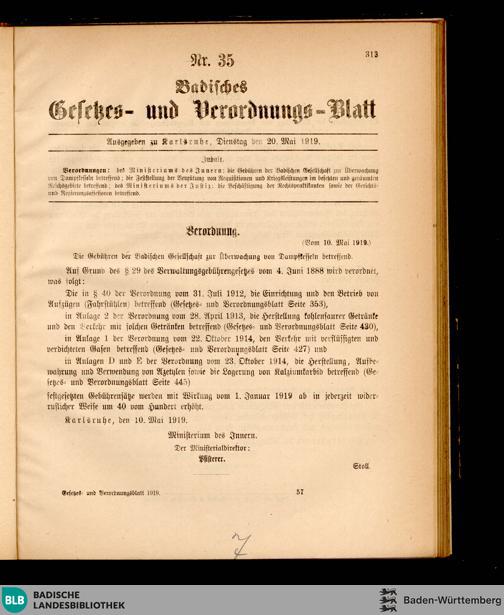 313
Nr. 35
Badisches
Gesetzes- und Verordnungs-Blatt
Ausgegeben zu Karlsruhe, Dienstag den 20. Mai 1919.
Inhalt.
Verordnungen: des Ministeriums des Innern: die Gebühren der Badischen Gesellschaft zur Überwachung
von Dampfkesseln betreffend; die Feststellung der Vergütung von Requisitionen und Kriegsleistungen im besetzten und geräumten
Reichsgebiete betreffend; des Ministeriums der Justiz: die Beschäftigung der Rechtspraktikanten sowie der Gerichts-
und Regierungsassessoren betreffend.
Verordnung.
(Vom 10. Mai 1919.)
Die Gebühren der Badischen Gesellschaft zur Überwachung von Dampfkesseln betreffend.
Auf Grund des § 29 des Verwaltungsgebührengesetzes vom 4. Juni 1888 wird verordnet,
was folgt:
Die in § 40 der Verordnung vom 31. Juli 1912, die Einrichtung und den Betrieb von
Aufzügen (Fahrstühlen) betreffend (Gesetzes- und Verordnungsblatt Seite 353),
in Anlage 2 der Verordnung vom 28. April 1913, die Herstellung kohlensaurer Getränke
und den Verkehr mit solchen Getränken betreffend (Gesetzes- und Verordnungsblatt Seite 430),
in Anlage 1 der Verordnung vom 22. Oktober 1914, den Verkehr mit verflüssigten und
verdichteten Gasen betreffend (Gesetzes- und Verordnungsblatt Seite 427) und
in Anlagen D und E der Verordnung vom 23. Oktober 1914, die Herstellung, Aufbe-
wahrung und Verwendung von Azetylen sowie die Lagerung von Kalziumkarbid betreffend (Ge-
setzes- und Verordnungsblatt Seite 445)
festgesetzten Gebührensätze werden mit Wirkung vom 1. Januar 1919 ab in jederzeit wider-
ruflicher Weise um 40 vom Hundert erhöht.
Karlsruhe, den 10. Mai 1919.
Ministerium des Innern.
Der Ministerialdirektor:
Pfisterer.
Stoll.
Gesetzes- und Verordnungsblatt 1919.
57
7
BLB
BADISCHE
LANDESBIBLIOTHEK
Baden-Württemberg